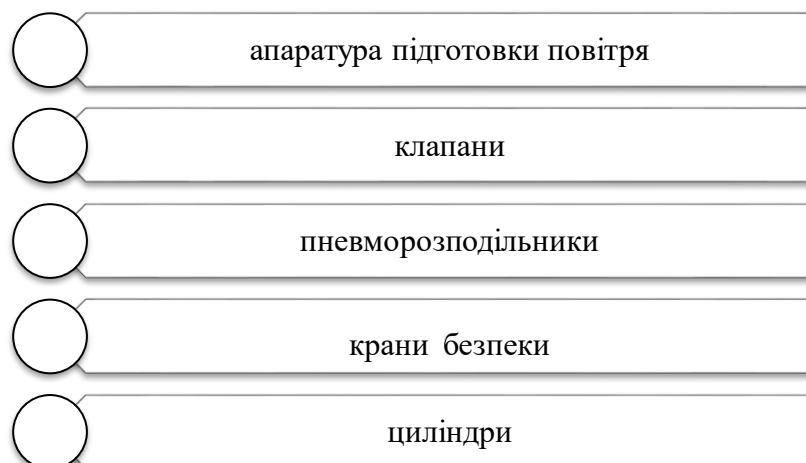 апаратура підготовки повітря
клапани
пневморозподільники
крани безпеки
циліндри